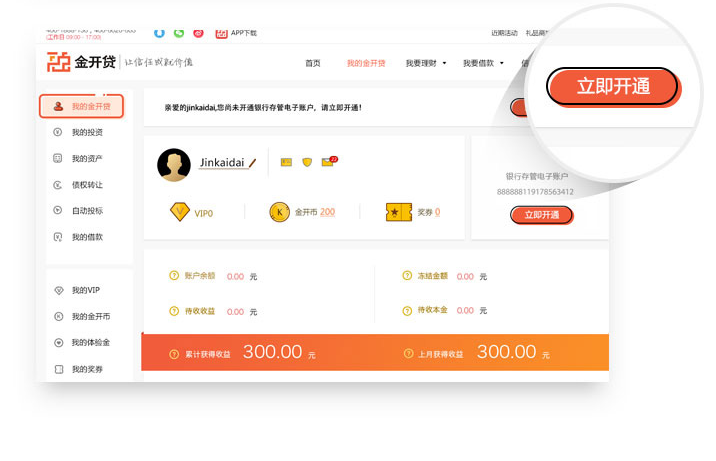 (工作日 09:00 - 17:00)
APP下载
近期活动
金开贷
让信任成就价值
首页
我的金开贷
我要理财
我要借款
立即开通
我的金开贷
亲爱的jinkaidai,您尚未开通银行存管电子账户，请立即开通！
我的投资
我的资产
债权转让
自动投标
我的借款
Jinkaidai
VIP0
金开币 200
奖券 0
银行存管电子账户
888888119178563412
立即开通
我的VIP
我的金开币
我的体验金
我的奖券
账户余额 0.00 元
冻结金额 0.00 元
待收收益 0.00 元
待收本金 0.00 元
累计获得收益 300.00 元
上月获得收益 300.00 元